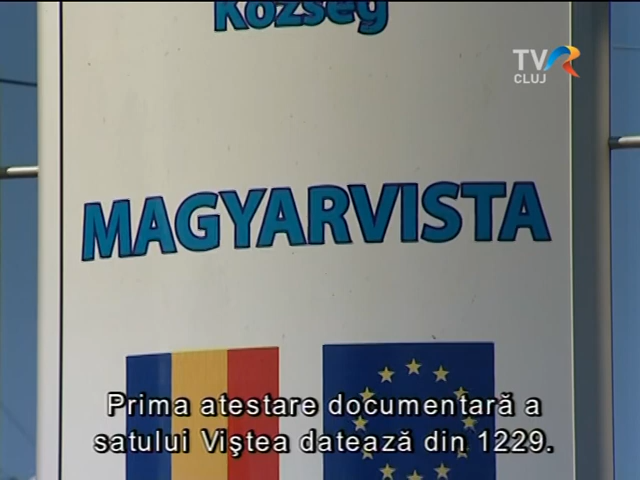 Község
TVR
CLUJ
MAGYARVISTA
Prima atestare documentară a
satului Viştea datează din 1229.